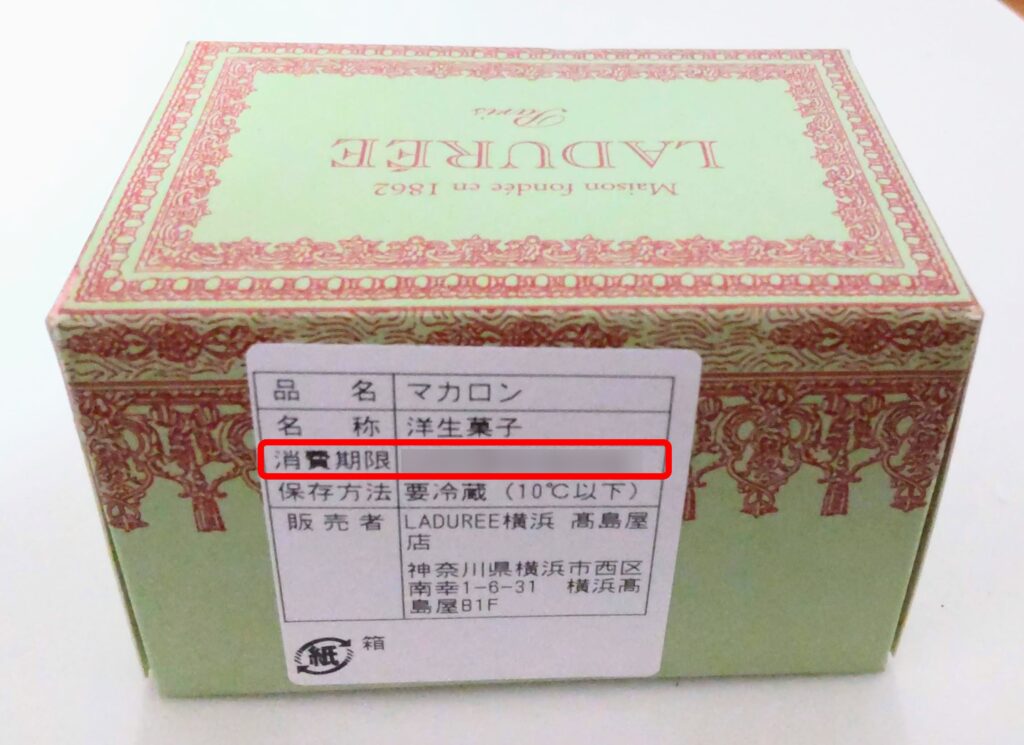 Maison fondée en 1862
LADURÉE
Paris
品名 マカロン
名称 洋生菓子
消費期限
保存方法 要冷蔵（10℃以下）
販売者 LADUREE横浜 髙島屋
店
神奈川県横浜市西区
南幸1-6-31 横浜髙
島屋B1F
紙 箱